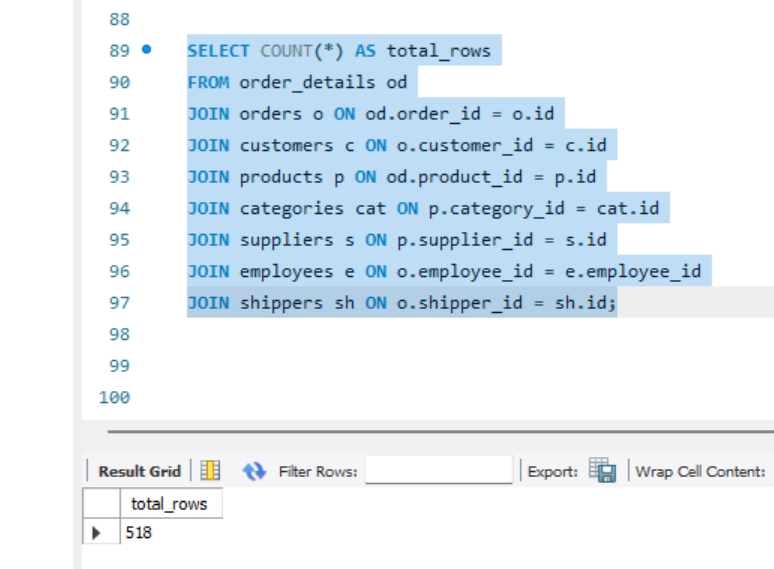 88
89 SELECT COUNT(*) AS total_rows
90 FROM order_details od
91 JOIN orders o ON od.order_id = o.id
92 JOIN customers c ON o.customer_id = c.id
93 JOIN products p ON od.product_id = p.id
94 JOIN categories cat ON p.category_id = cat.id
95 JOIN suppliers s ON p.supplier_id = s.id
96 JOIN employees e ON o.employee_id = e.employee_id
97 JOIN shippers sh ON o.shipper_id = sh.id;
98
99
100
Result Grid Filter Rows: Export: Wrap Cell Content:
total_rows
518